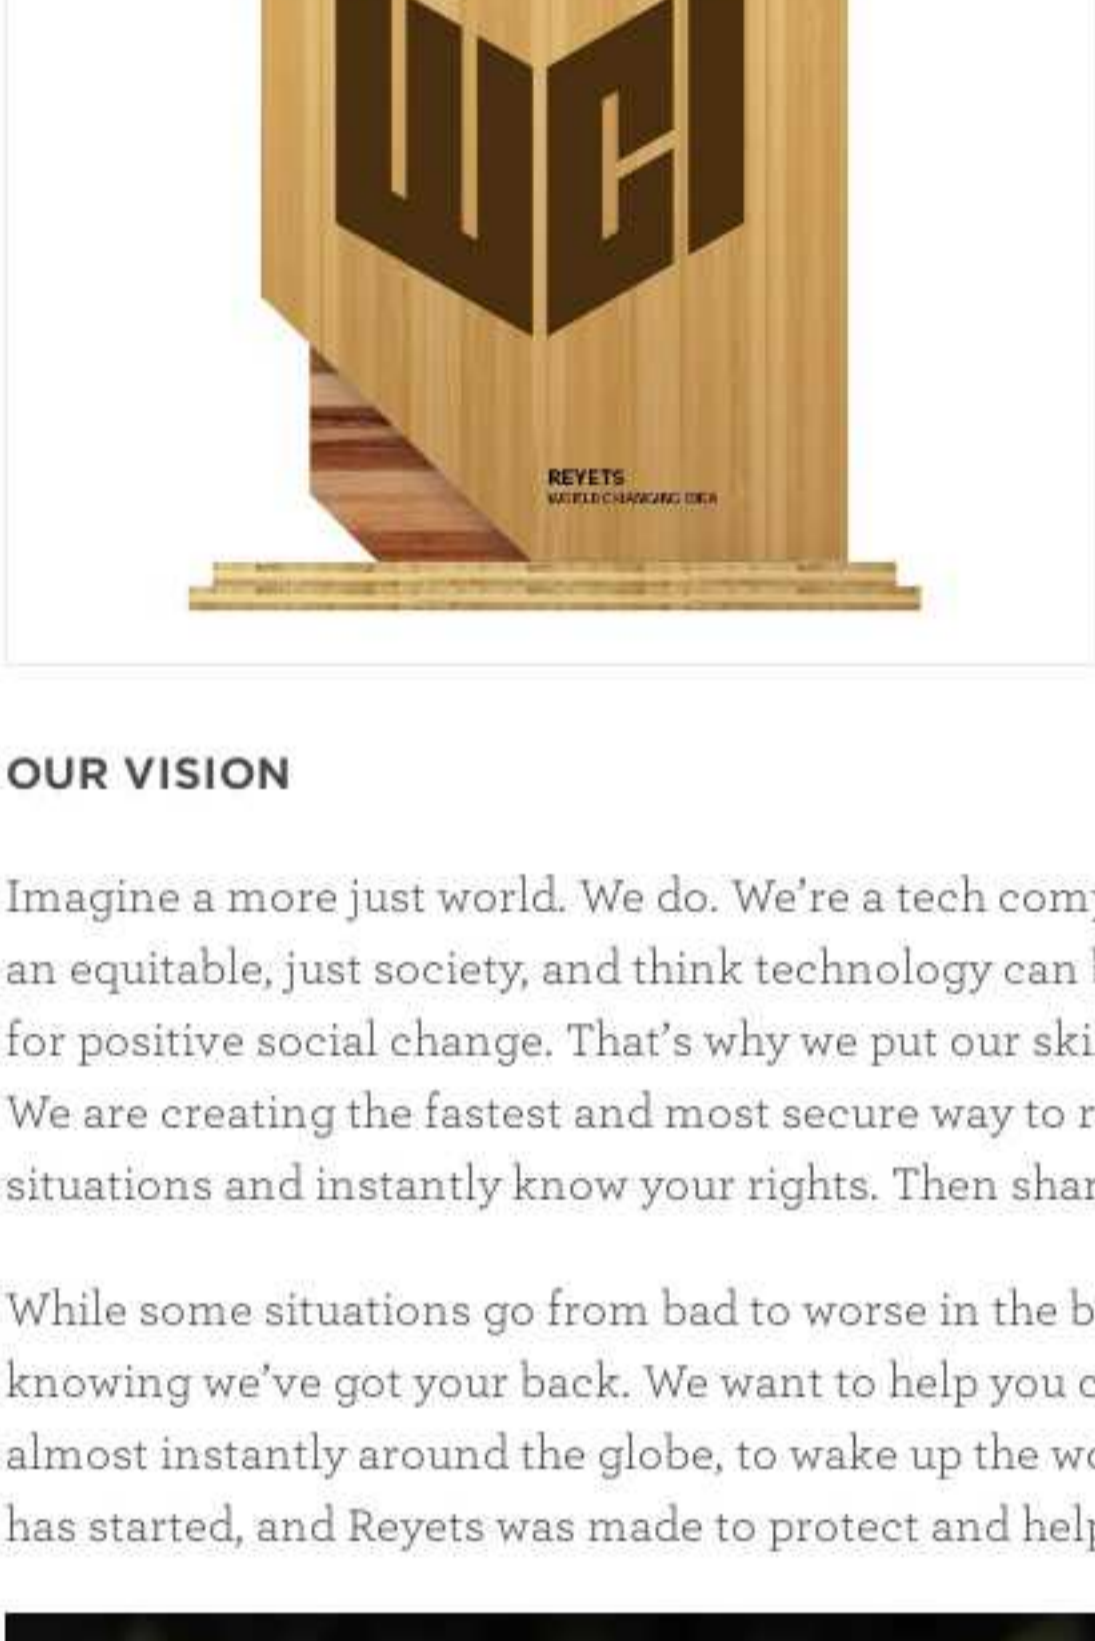 WCI
REYETS
WORLD CHANGING IDEA
OUR VISION
Imagine a more just world. We do. We’re a tech
an equitable, just society, and think technology can
for positive social change. That’s why we put our
We are creating the fastest and most secure way to
situations and instantly know your rights. Then
While some situations go from bad to worse in the
knowing we’ve got your back. We want to help you
almost instantly around the globe, to wake up the
has started, and Reyets was made to protect and